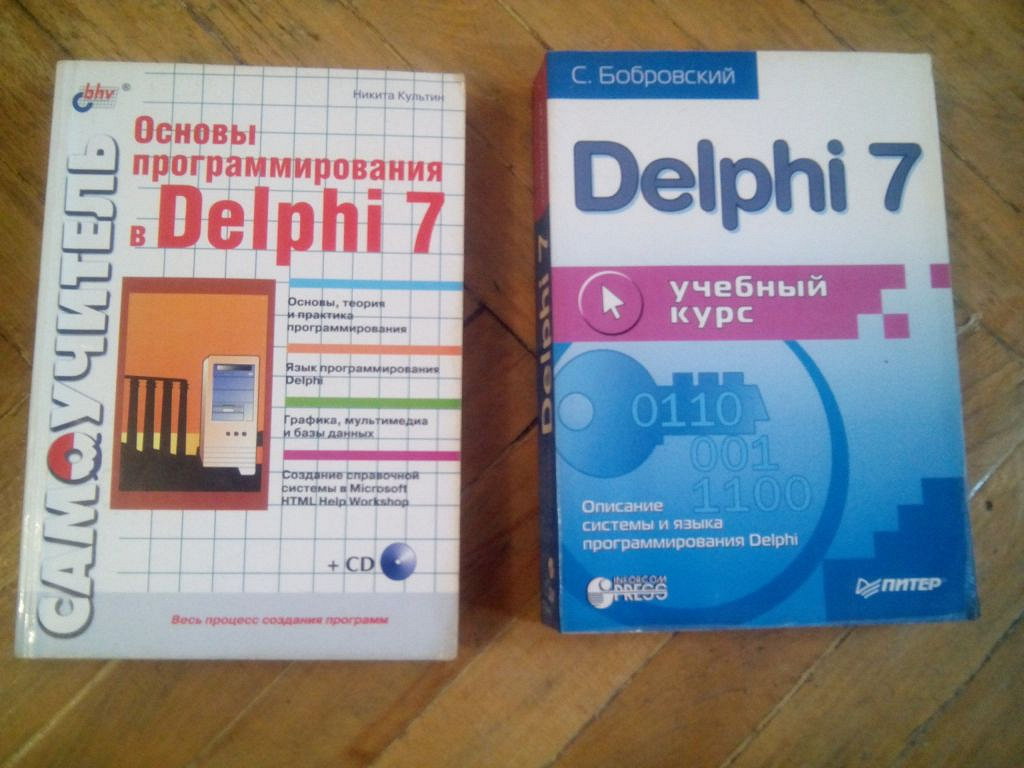 bhv®
Никита Культин
САМОУЧИТЕЛЬ
Основы
программирования
в Delphi 7
Основы, теория
и практика
программирования
Язык программирования
Delphi
Графика, мультимедиа
и базы данных
Создание справочной
системы в Microsoft
HTML Help Workshop
+ CD
Весь процесс создания программ
С. Бобровский
Delphi 7
учебный
курс
0110
001
1100
Описание
системы и языка
программирования Delphi
INFORCOM
PRESS
ПИТЕР
Delphi 7